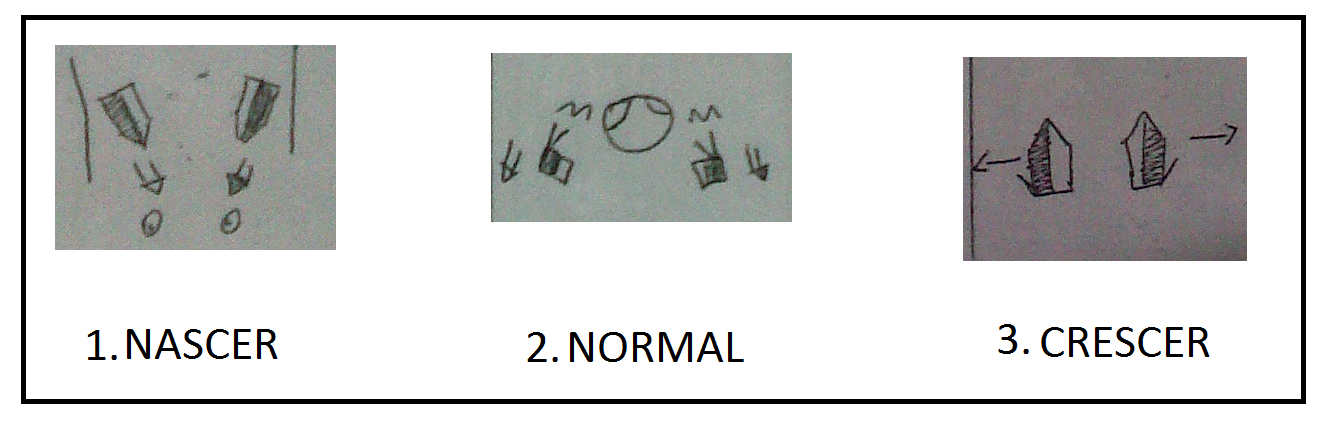 1. NASCER
2. NORMAL
3. CRESCER